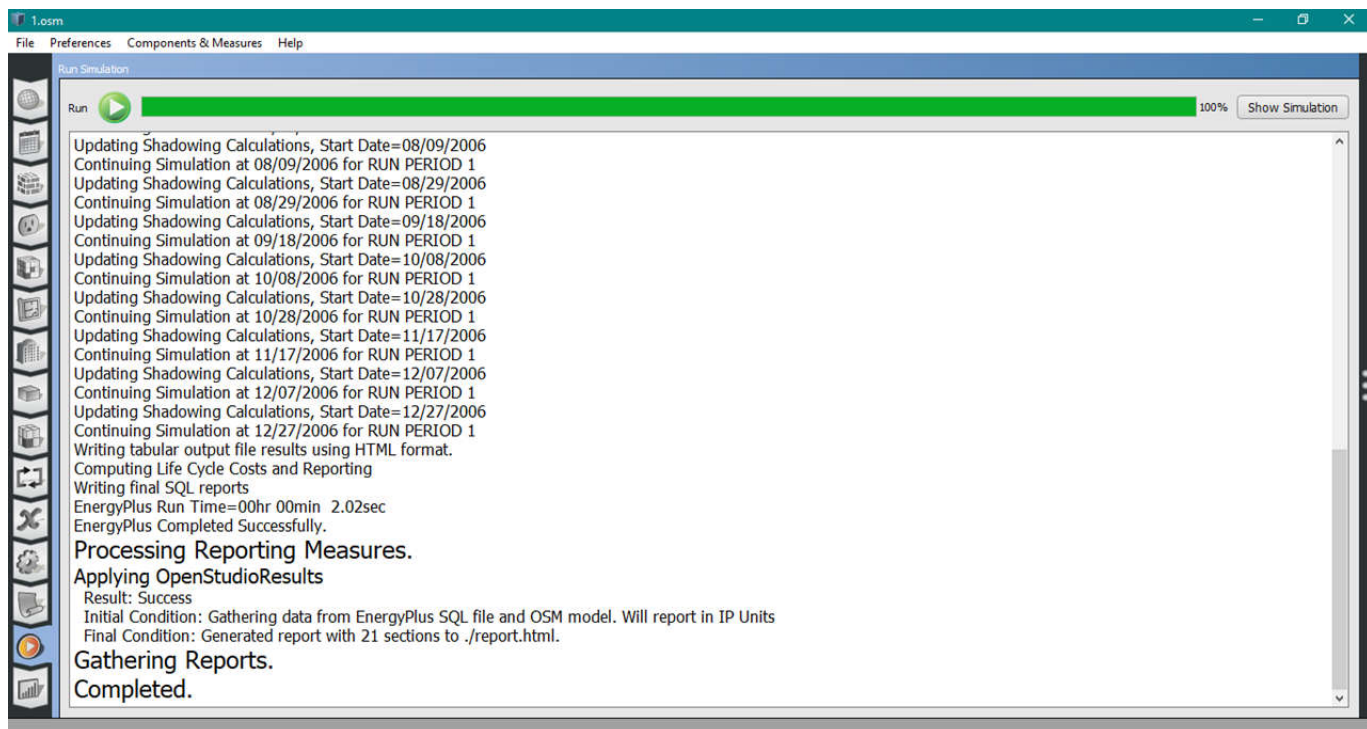 1.osm
File Preferences Components & Measures Help
Run Simulation
Run 100% Show Simulation
Updating Shadowing Calculations, Start Date=08/09/2006
Continuing Simulation at 08/09/2006 for RUN PERIOD 1
Updating Shadowing Calculations, Start Date=08/29/2006
Continuing Simulation at 08/29/2006 for RUN PERIOD 1
Updating Shadowing Calculations, Start Date=09/18/2006
Continuing Simulation at 09/18/2006 for RUN PERIOD 1
Updating Shadowing Calculations, Start Date=10/08/2006
Continuing Simulation at 10/08/2006 for RUN PERIOD 1
Updating Shadowing Calculations, Start Date=10/28/2006
Continuing Simulation at 10/28/2006 for RUN PERIOD 1
Updating Shadowing Calculations, Start Date=11/17/2006
Continuing Simulation at 11/17/2006 for RUN PERIOD 1
Updating Shadowing Calculations, Start Date=12/07/2006
Continuing Simulation at 12/07/2006 for RUN PERIOD 1
Updating Shadowing Calculations, Start Date=12/27/2006
Continuing Simulation at 12/27/2006 for RUN PERIOD 1
Writing tabular output file results using HTML format.
Computing Life Cycle Costs and Reporting
Writing final SQL reports
EnergyPlus Run Time=00hr 00min 2.02sec
EnergyPlus Completed Successfully.
Processing Reporting Measures.
Applying OpenStudioResults
Result: Success
Initial Condition: Gathering data from EnergyPlus SQL file and OSM model. Will report in IP Units
Final Condition: Generated report with 21 sections to ./report.html.
Gathering Reports.
Completed.